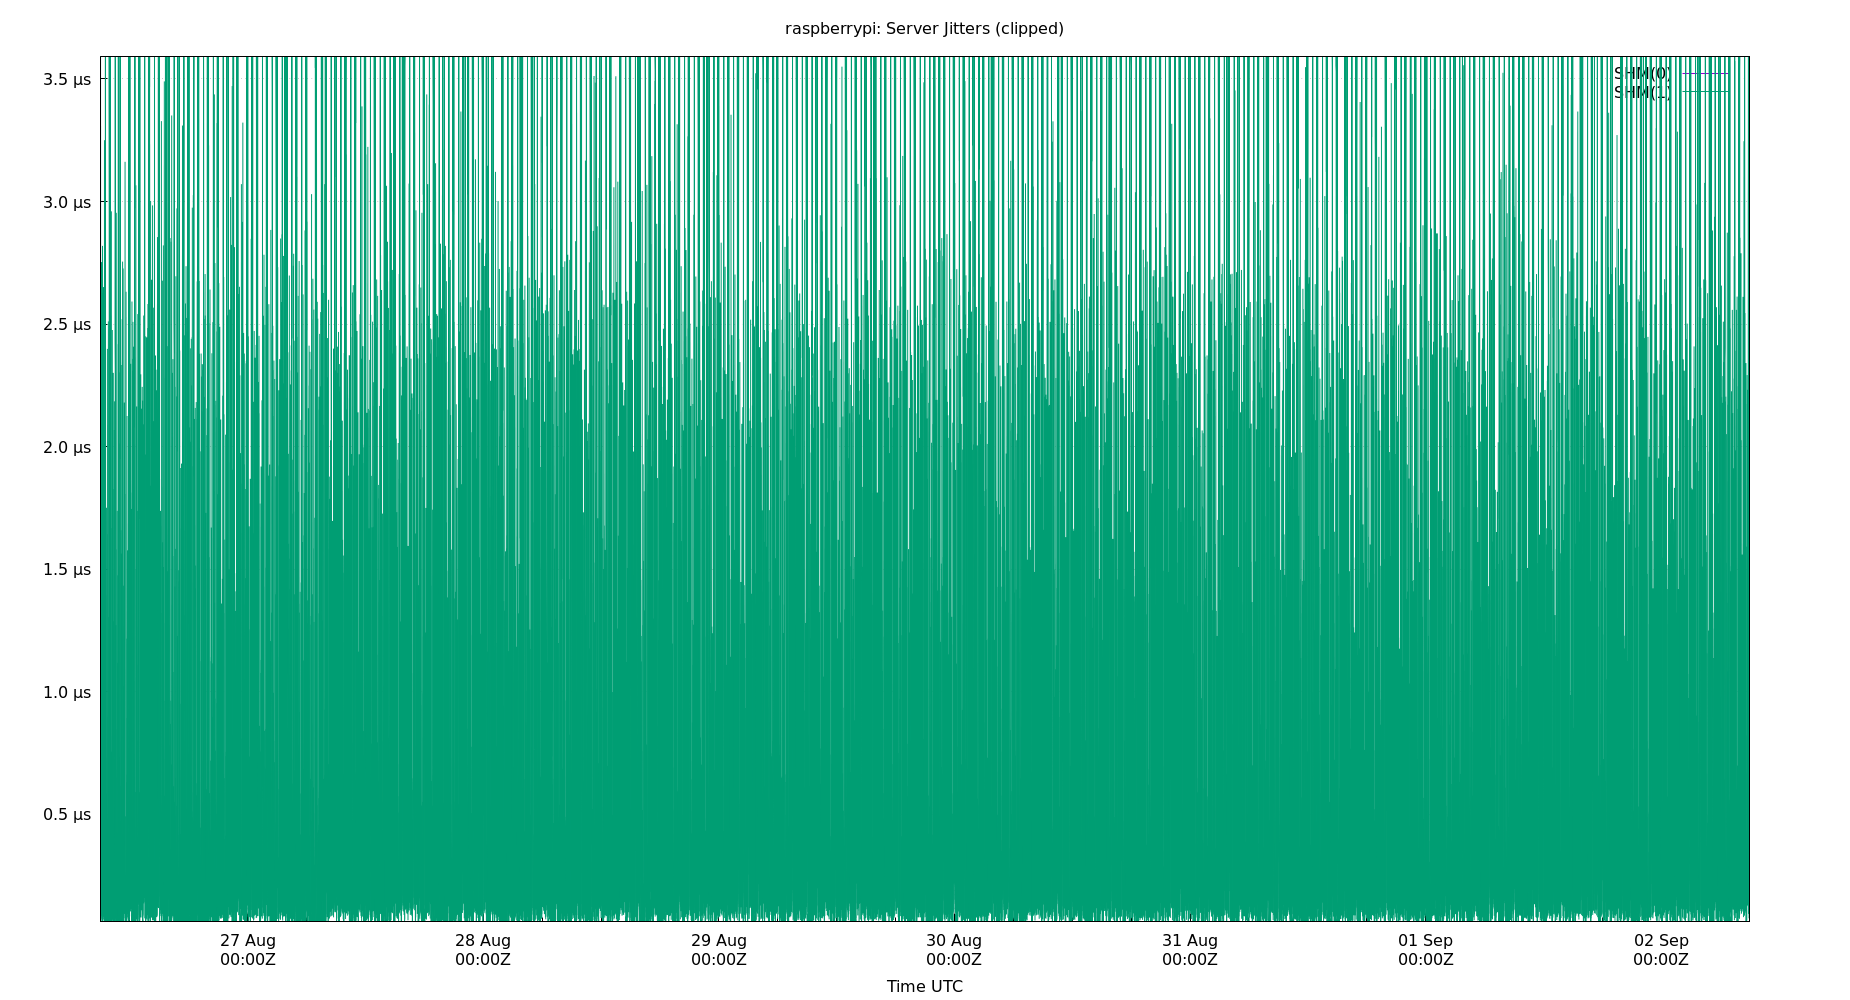 raspberrypi: Server Jitters (clipped)
3.5 µs
SHM(0)
SHM(1)
3.0 µs
2.5 µs
2.0 µs
1.5 µs
1.0 µs
0.5 µs
27 Aug 28 Aug 29 Aug 30 Aug 31 Aug 01 Sep 02 Sep
00:00Z 00:00Z 00:00Z 00:00Z 00:00Z 00:00Z 00:00Z
Time UTC